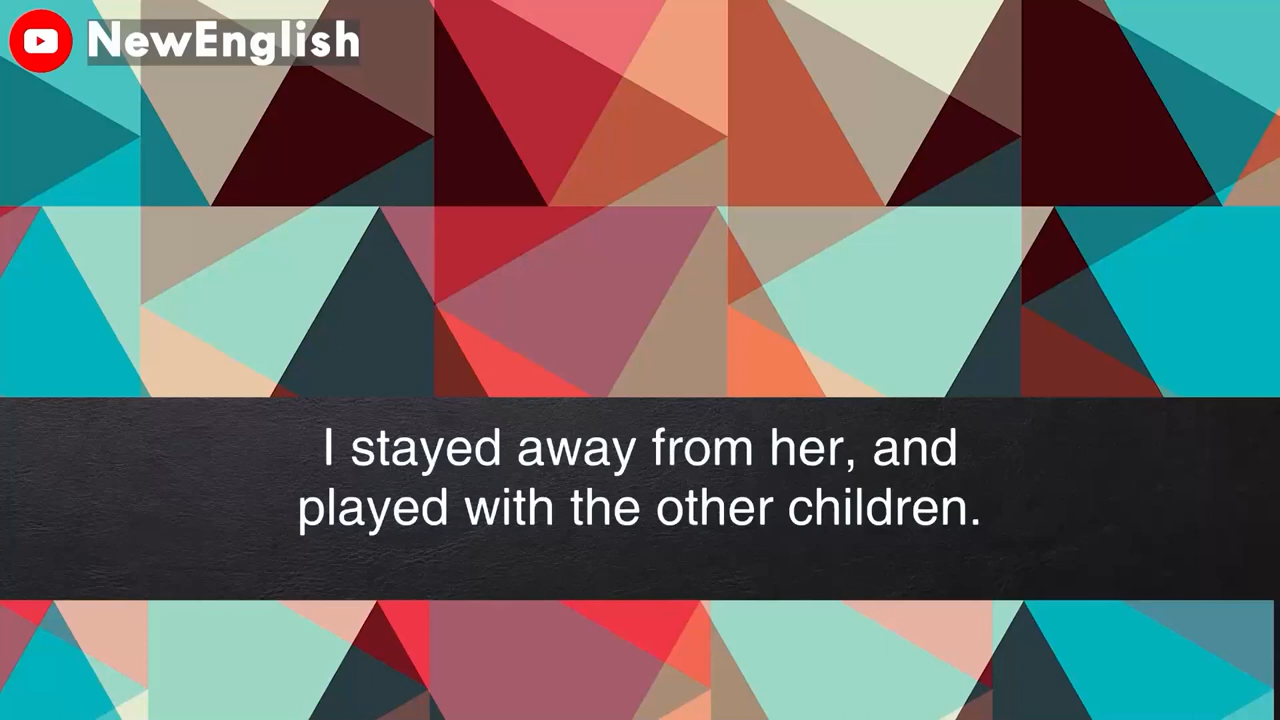 NewEnglish
I stayed away from her, and
played with the other children.